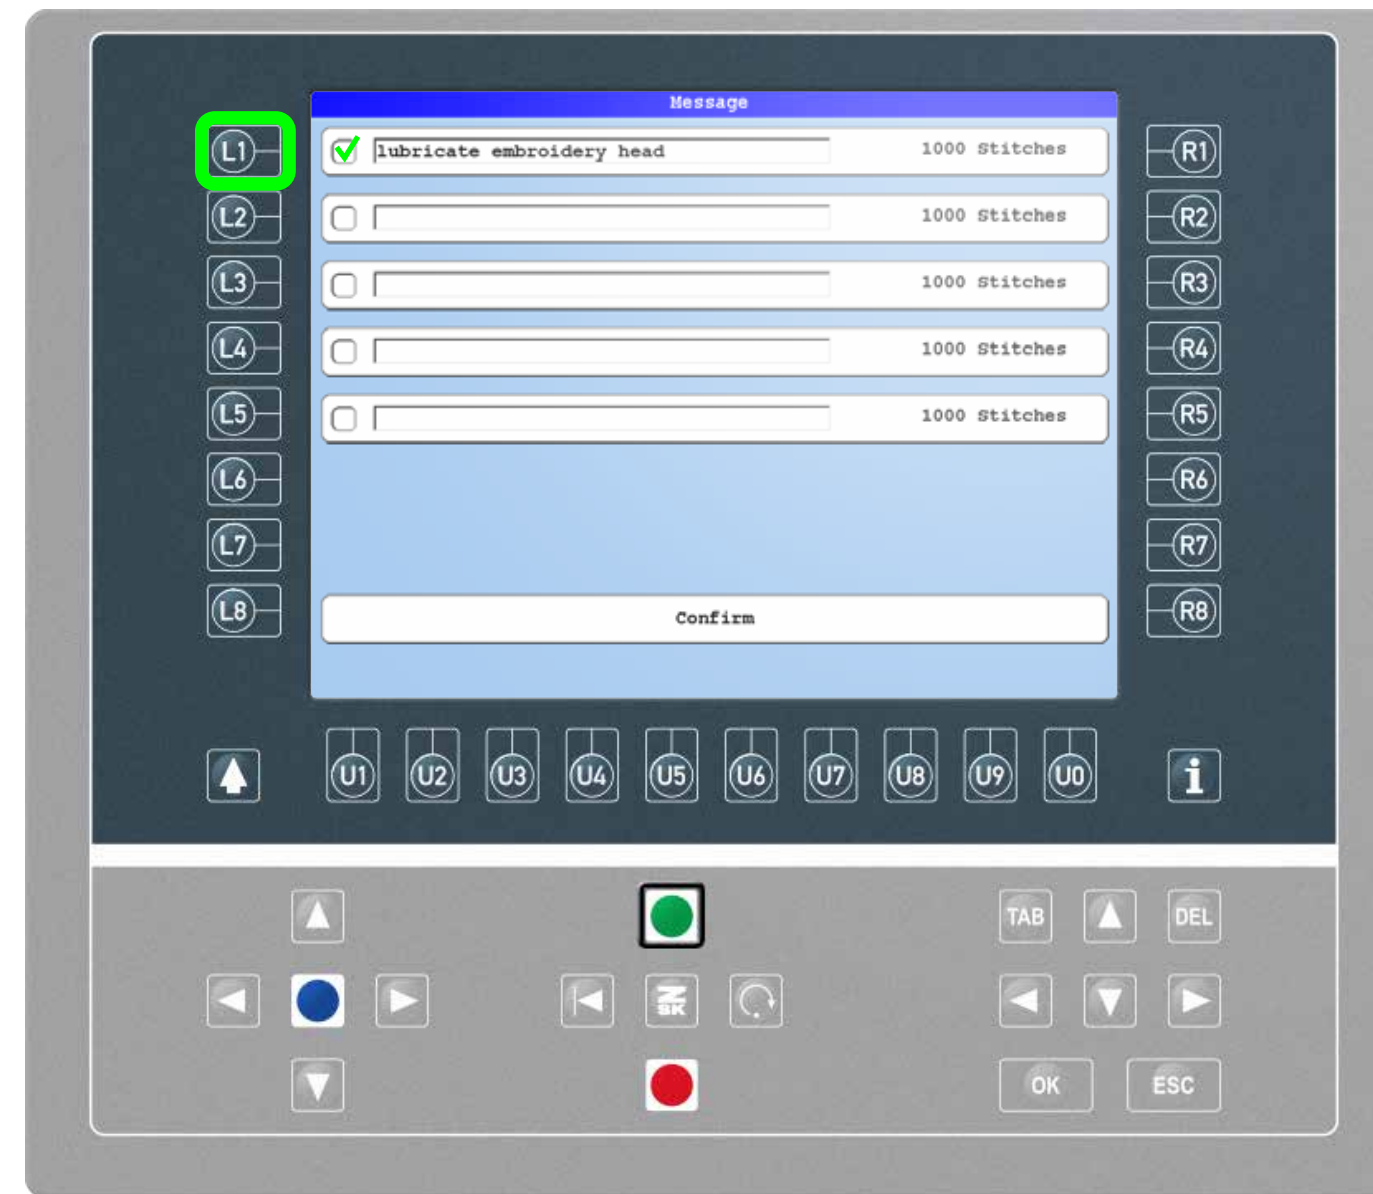 Message
L1 lubricate embroidery head 1000 Stitches R1
L2 1000 Stitches R2
L3 1000 Stitches R3
L4 1000 Stitches R4
L5 1000 Stitches R5
L6 R6
L7 R7
L8 Confirm R8
U1 U2 U3 U4 U5 U6 U7 U8 U9 U0 i
TAB DEL
ZSK
OK ESC